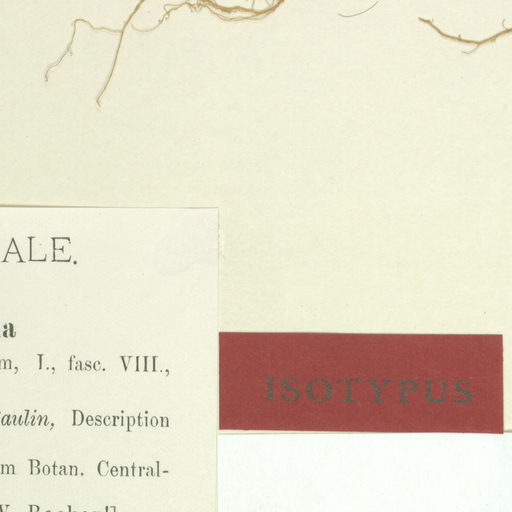 ALE.
a
m, I., fasc. VIII.,
aulin, Description
m Botan. Central-
ISOTYPUS